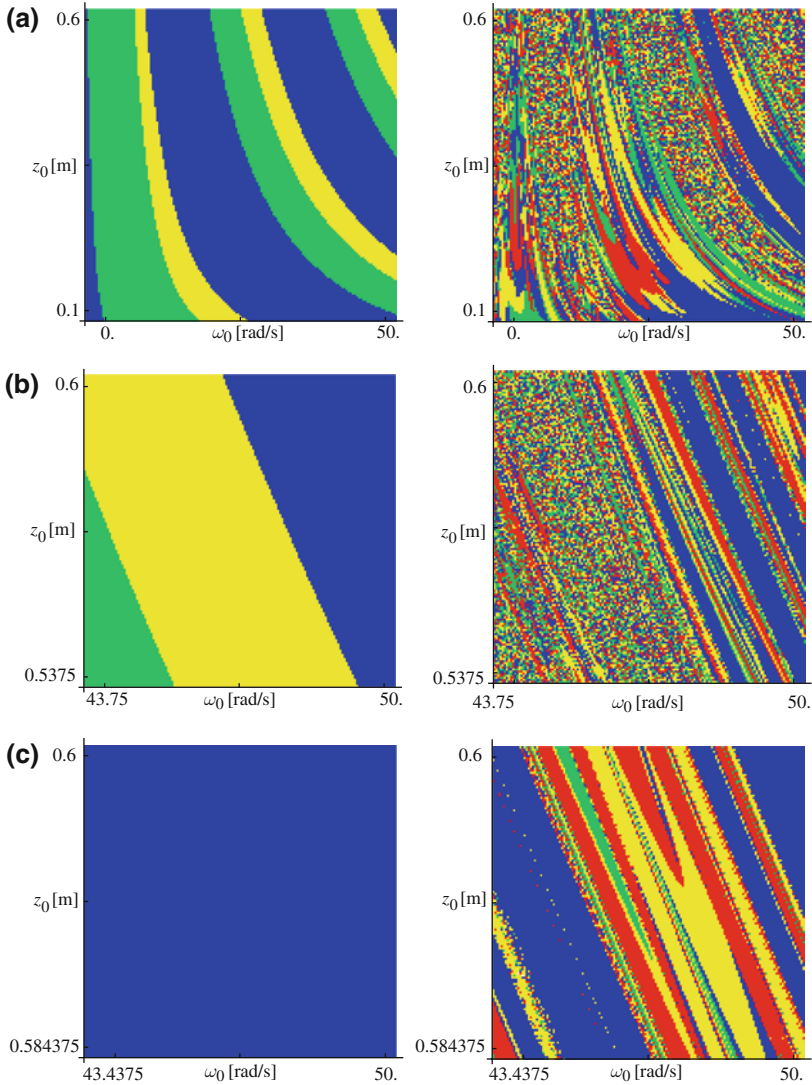 (a)
0.6
z₀ [m]
0.1
0.
ω₀ [rad/s]
50.
0.6
z₀ [m]
0.1
0.
ω₀ [rad/s]
50.
(b)
0.6
z₀ [m]
0.5375
43.75
ω₀ [rad/s]
50.
0.6
z₀ [m]
0.5375
43.75
ω₀ [rad/s]
50.
(c)
0.6
z₀ [m]
0.584375
43.4375
ω₀ [rad/s]
50.
0.6
z₀ [m]
0.584375
43.4375
ω₀ [rad/s]
50.